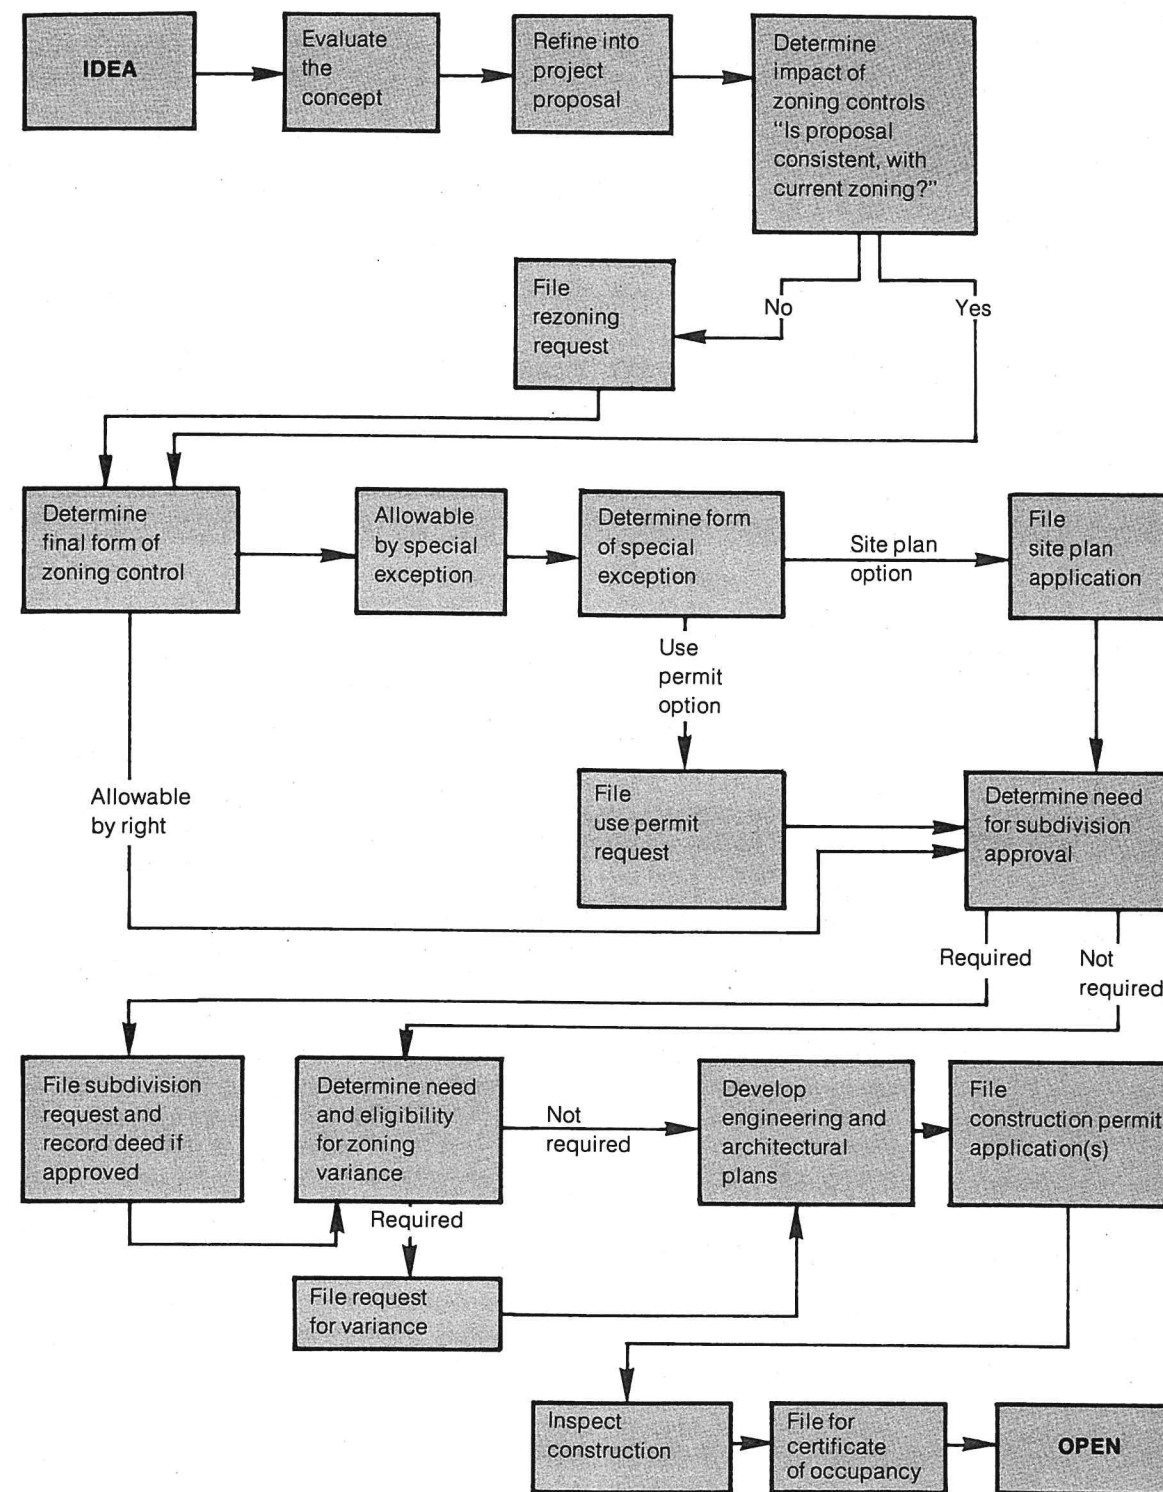 IDEA
Evaluate
the
concept
Refine into
project
proposal
Determine
impact of
zoning controls
“Is proposal
consistent, with
current zoning?”
File
rezoning
request
No
Yes
Determine
final form of
zoning control
Allowable
by special
exception
Determine form
of special
exception
Site plan
option
File
site plan
application
Use
permit
option
Allowable
by right
File
use permit
request
Determine need
for subdivision
approval
Required
Not
required
File subdivision
request and
record deed if
approved
Determine need
and eligibility
for zoning
variance
Not
required
Develop
engineering and
architectural
plans
File
construction permit
application(s)
Required
File request
for variance
Inspect
construction
File for
certificate
of occupancy
OPEN